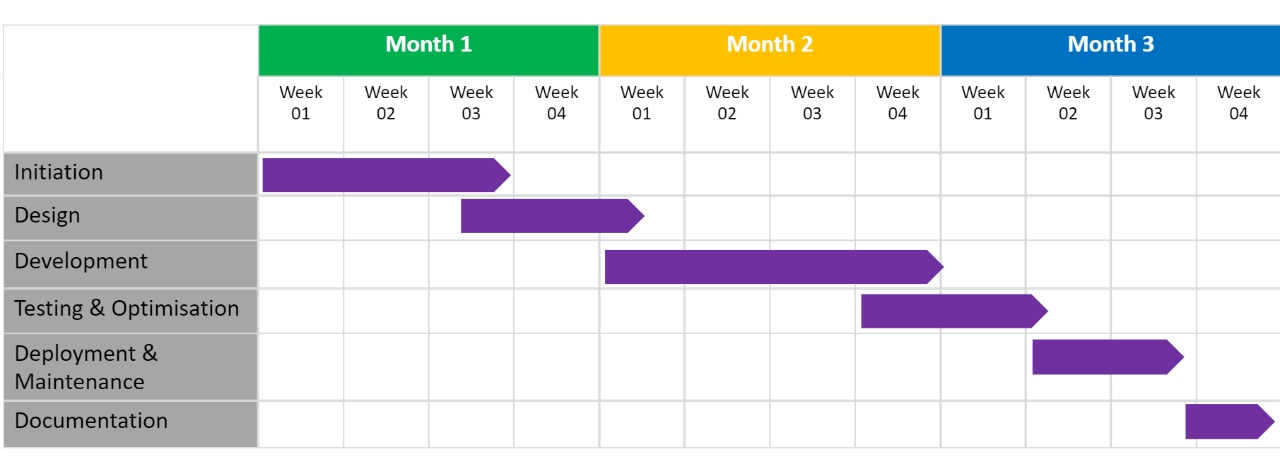 Month 1 Month 2 Month 3
Week Week Week Week Week Week Week Week Week Week Week Week
01 02 03 04 01 02 03 04 01 02 03 04
Initiation
Design
Development
Testing & Optimisation
Deployment &
Maintenance
Documentation